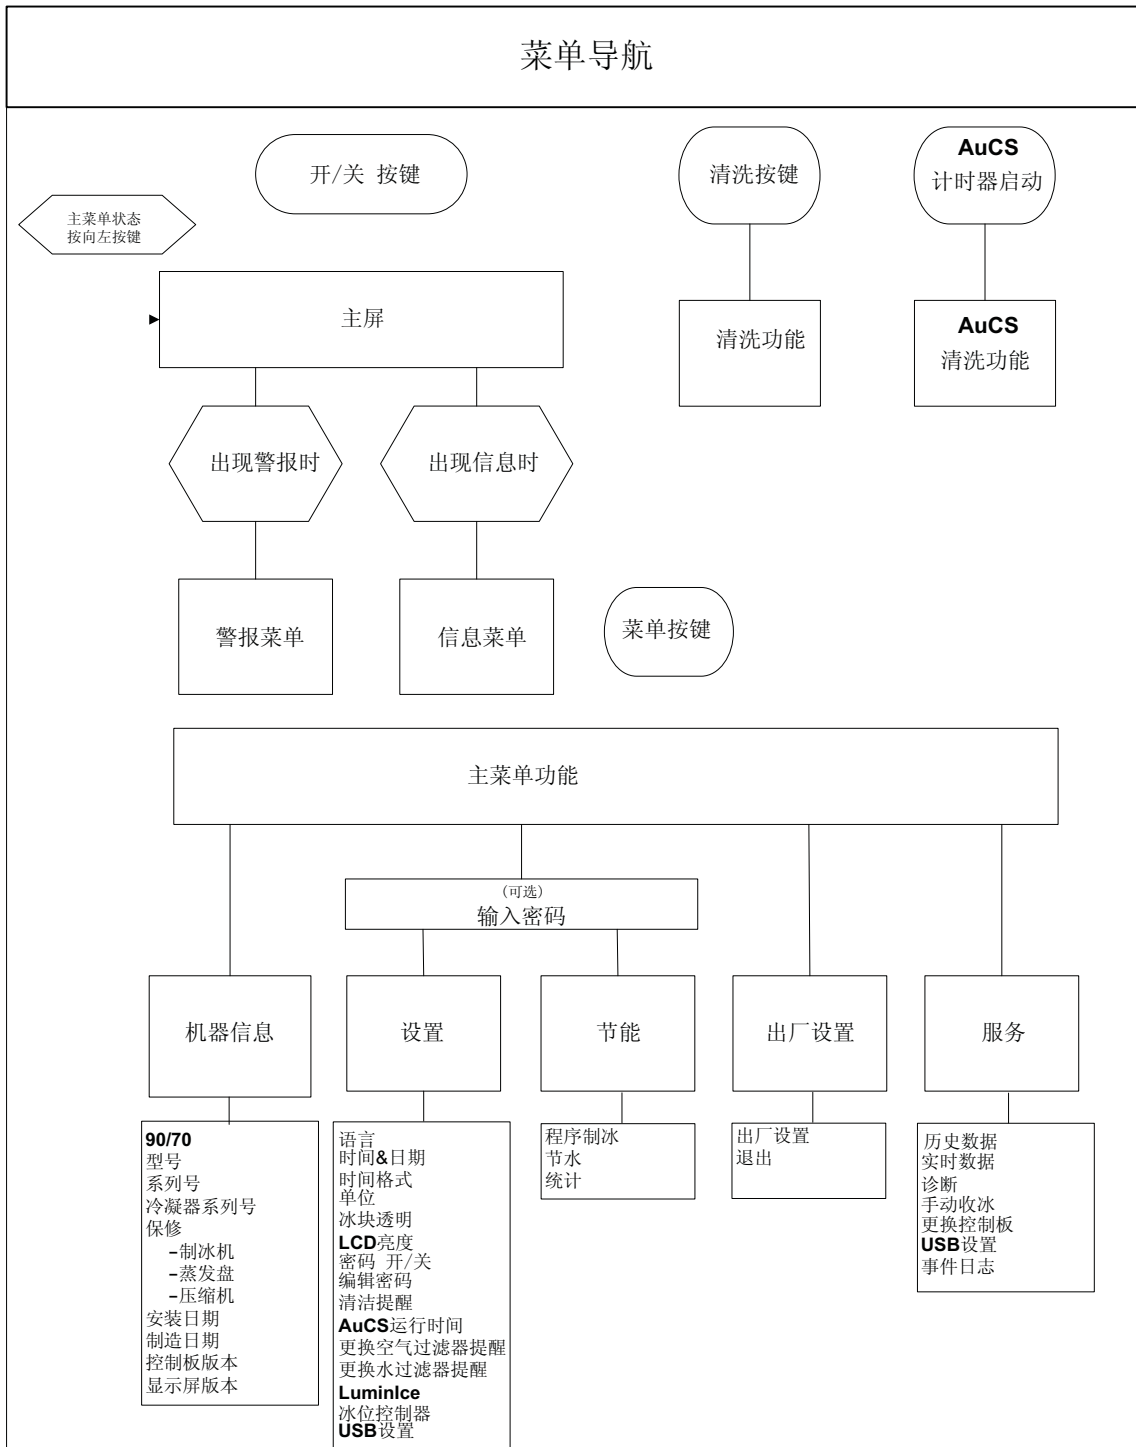 菜单导航
开/关 按键
清洗按键
AuCS
计时器启动
主菜单状态
按向左按键
主屏
清洗功能
AuCS
清洗功能
出现警报时
出现信息时
警报菜单
信息菜单
菜单按键
主菜单功能
(可选)
输入密码
机器信息
设置
节能
出厂设置
服务
90/70
型号
系列号
冷凝器系列号
保修
-制冰机
-蒸发盘
-压缩机
安装日期
制造日期
控制板版本
显示屏版本
语言
时间&日期
时间格式
单位
冰块透明
LCD亮度
密码 开/关
编辑密码
清洁提醒
AuCS运行时间
更换空气过滤器提醒
更换水过滤器提醒
LuminIce
冰位控制器
USB设置
程序制冰
节水
统计
出厂设置
退出
历史数据
实时数据
诊断
手动收冰
更换控制板
USB设置
事件日志